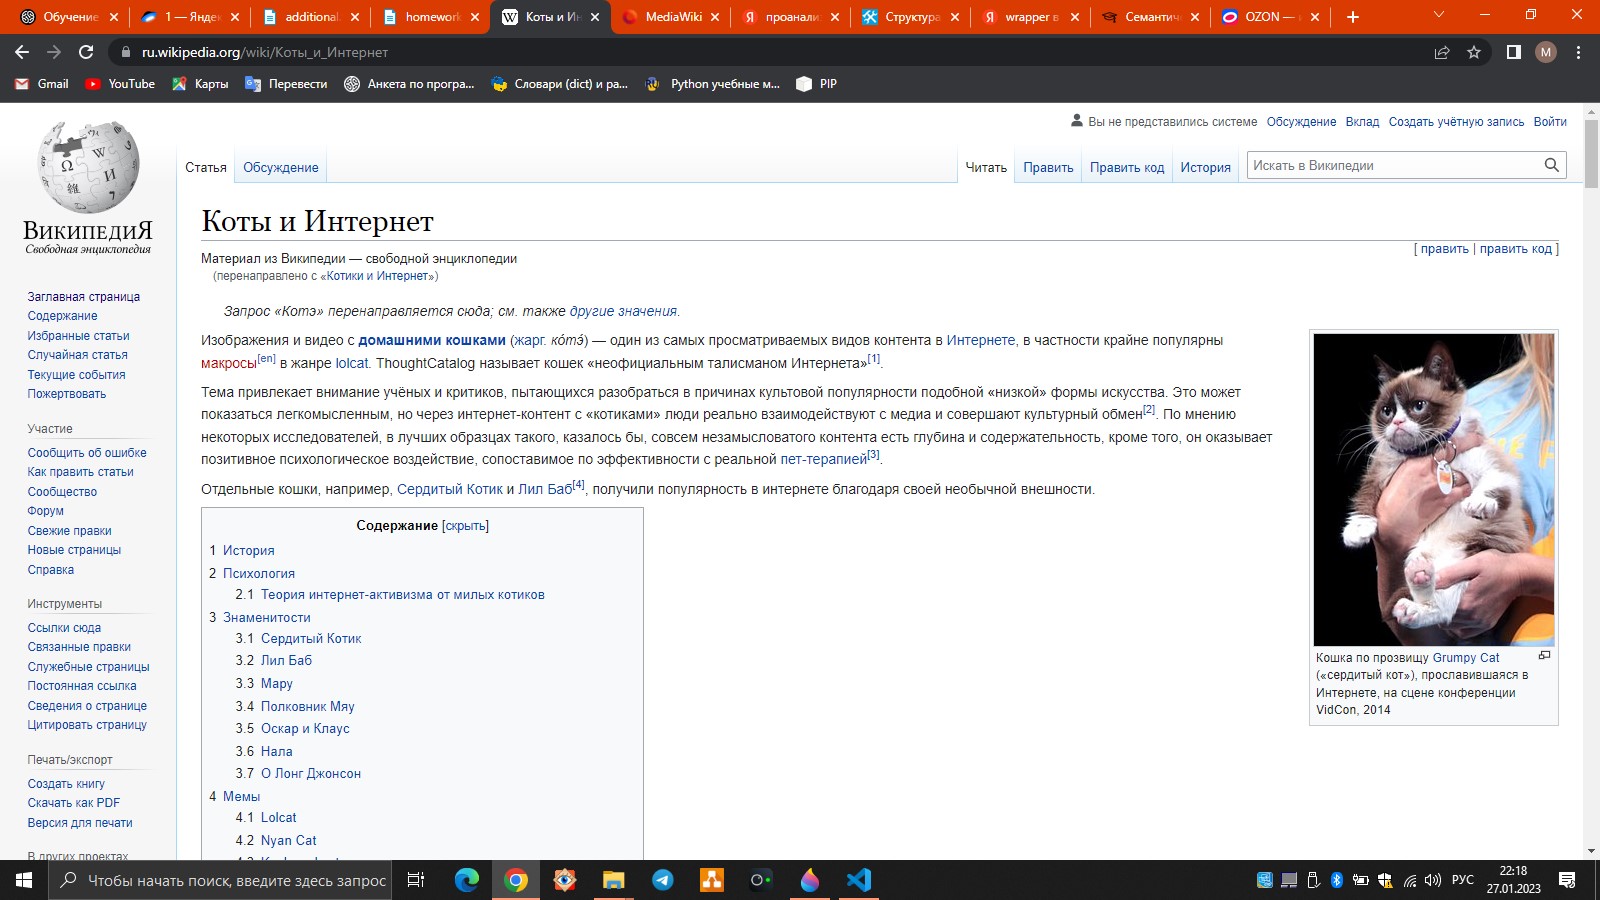 Обучение
1 — Яндек
additional.
homework
Коты и Ин
MediaWiki
проанали
Структура
wrapper в
Семантич
OZON —
ru.wikipedia.org/wiki/Коты_и_Интернет
M
Gmail
YouTube
Карты
Перевести
Анкета по програ...
Словари (dict) и ра...
Python учебные м...
PIP
Вы не представились системе
Обсуждение
Вклад
Создать учётную запись
Войти
Статья
Обсуждение
Читать
Править
Править код
История
Искать в Википедии
ВикипедиЯ
Свободная энциклопедия
Заглавная страница
Содержание
Избранные статьи
Случайная статья
Текущие события
Пожертвовать
Участие
Сообщить об ошибке
Как править статьи
Сообщество
Форум
Свежие правки
Новые страницы
Справка
Инструменты
Ссылки сюда
Связанные правки
Служебные страницы
Постоянная ссылка
Сведения о странице
Цитировать страницу
Печать/экспорт
Создать книгу
Скачать как PDF
Версия для печати
В других проектах
Коты и Интернет
[ править | править код ]
Материал из Википедии — свободной энциклопедии
(перенаправлено с «Котики и Интернет»)
Запрос «Котэ» перенаправляется сюда; см. также другие значения.
Изображения и видео с домашними кошками (жарг. ко́тэ́) — один из самых просматриваемых видов контента в Интернете, в частности крайне популярны
макросы[en] в жанре lolcat. ThoughtCatalog называет кошек «неофициальным талисманом Интернета»[1].
Тема привлекает внимание учёных и критиков, пытающихся разобраться в причинах культовой популярности подобной «низкой» формы искусства. Это может
показаться легкомысленным, но через интернет-контент с «котиками» люди реально взаимодействуют с медиа и совершают культурный обмен[2]. По мнению
некоторых исследователей, в лучших образцах такого, казалось бы, совсем незамысловатого контента есть глубина и содержательность, кроме того, он оказывает
позитивное психологическое воздействие, сопоставимое по эффективности с реальной пет-терапией[3].
Отдельные кошки, например, Сердитый Котик и Лил Баб[4], получили популярность в интернете благодаря своей необычной внешности.
Содержание [скрыть]
1 История
2 Психология
2.1 Теория интернет-активизма от милых котиков
3 Знаменитости
3.1 Сердитый Котик
3.2 Лил Баб
3.3 Мару
3.4 Полковник Мяу
3.5 Оскар и Клаус
3.6 Нала
3.7 О Лонг Джонсон
4 Мемы
4.1 Lolcat
4.2 Nyan Cat
Кошка по прозвищу Grumpy Cat
(«сердитый кот»), прославившаяся в
Интернете, на сцене конференции
VidCon, 2014
Чтобы начать поиск, введите здесь запрос
РУС
22:18
27.01.2023